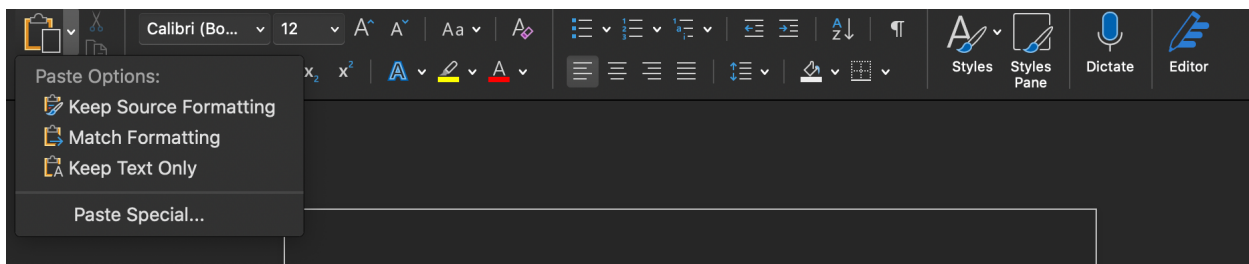 Calibri (Bo...
12
Aa
Styles
Styles
Pane
Dictate
Editor
Paste Options:
Keep Source Formatting
Match Formatting
Keep Text Only
Paste Special...